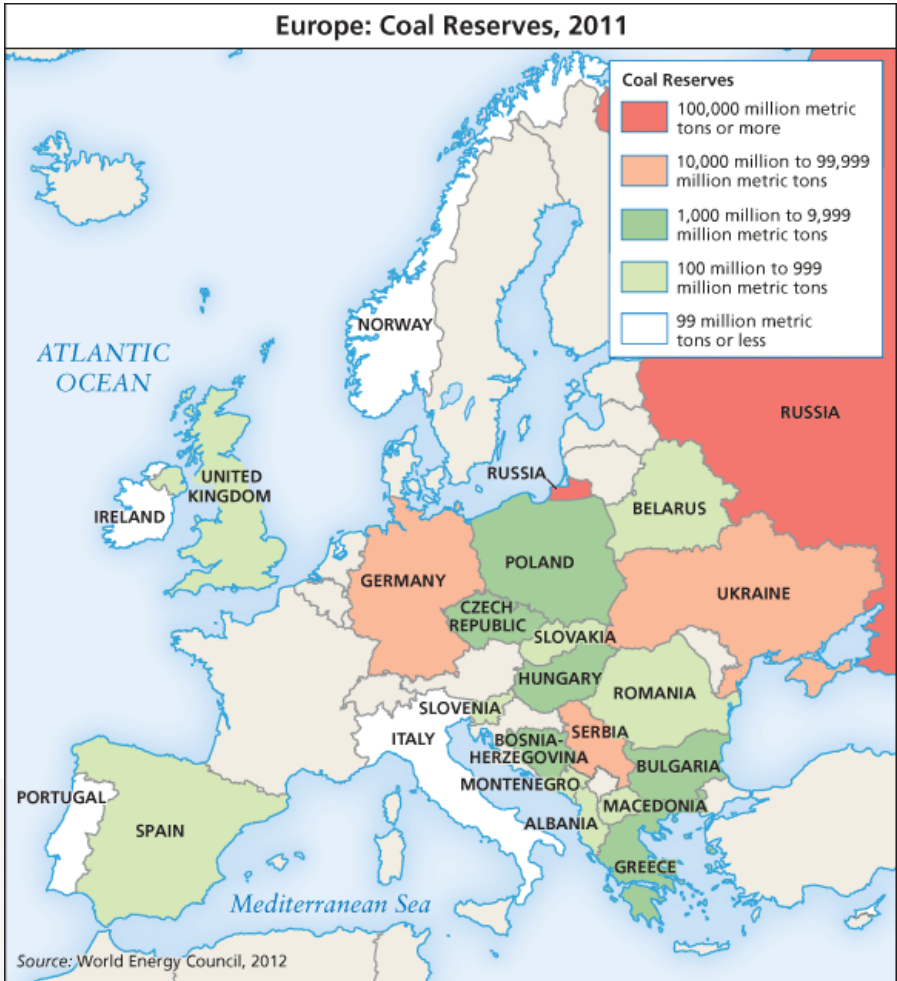 Europe: Coal Reserves, 2011
Coal Reserves
100,000 million metric
tons or more
10,000 million to 99,999
million metric tons
1,000 million to 9,999
million metric tons
100 million to 999
million metric tons
99 million metric
tons or less
NORWAY
ATLANTIC
OCEAN
RUSSIA
RUSSIA
UNITED
KINGDOM
IRELAND
BELARUS
POLAND
GERMANY
UKRAINE
CZECH
REPUBLIC
SLOVAKIA
HUNGARY
ROMANIA
SLOVENIA
ITALY
SERBIA
BOSNIA-
HERZEGOVINA
BULGARIA
MONTENEGRO
PORTUGAL
MACEDONIA
ALBANIA
SPAIN
GREECE
Mediterranean Sea
Source: World Energy Council, 2012